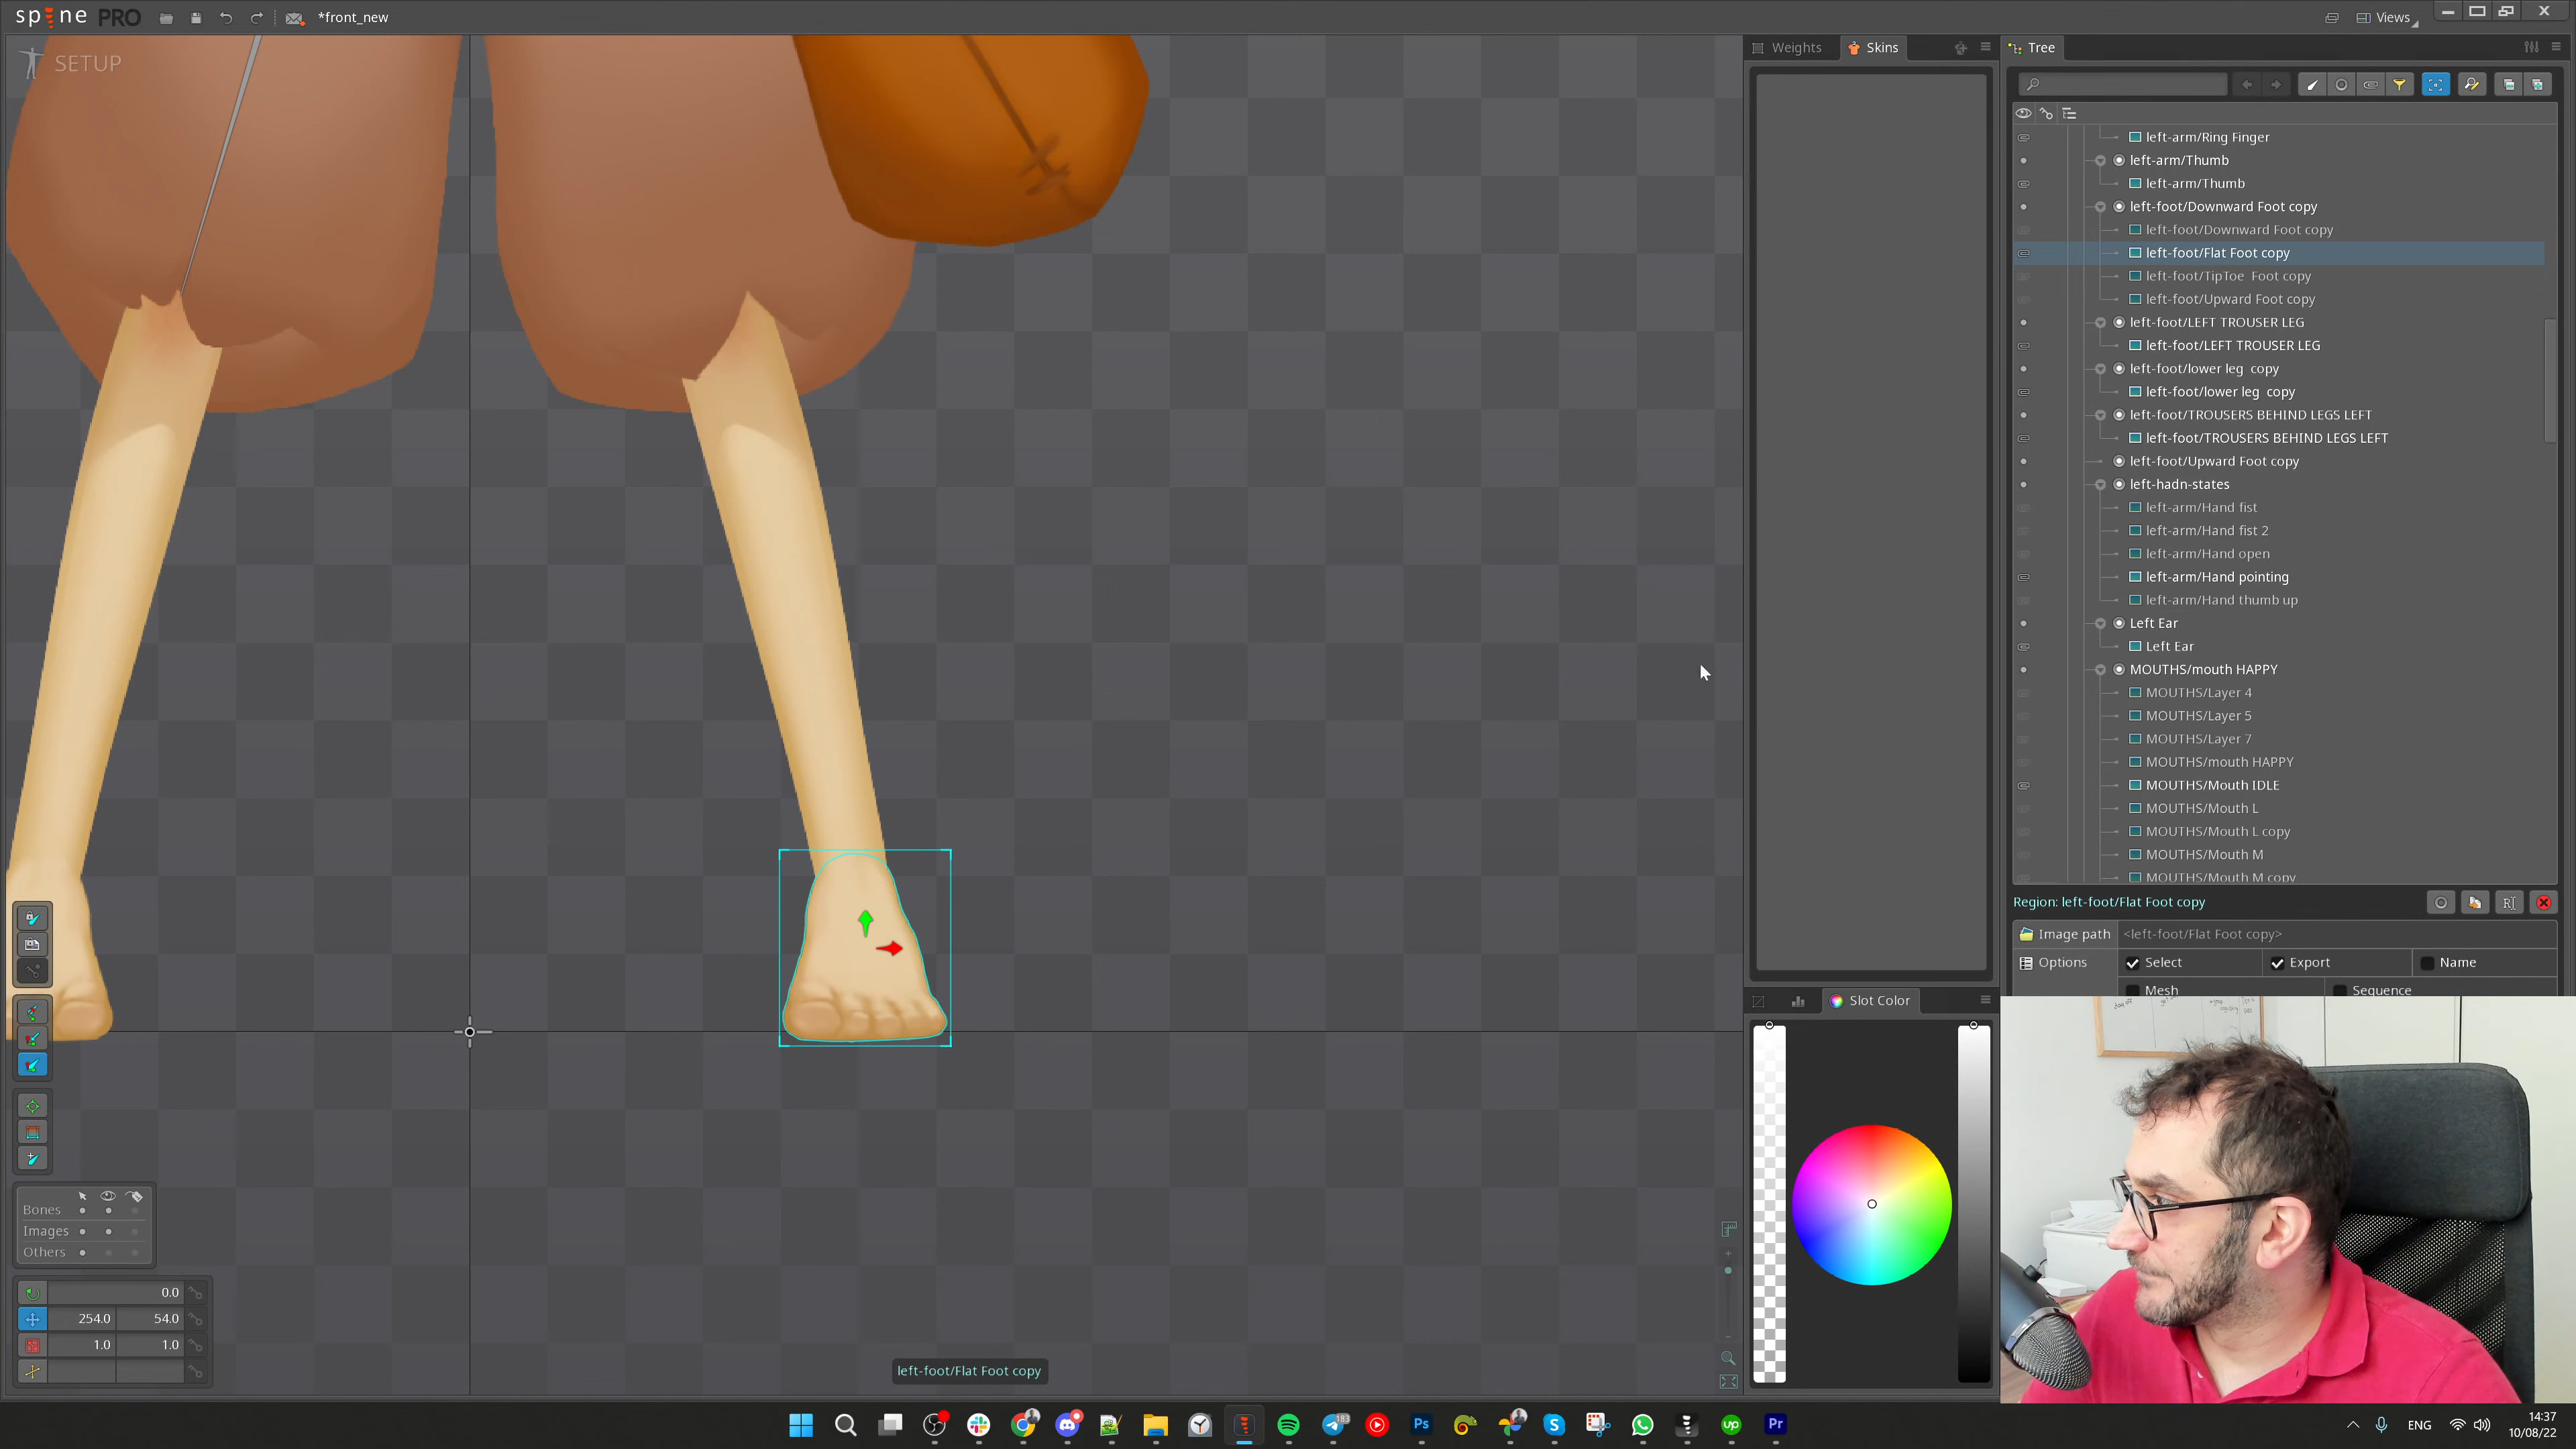 spine PRO
*front_new
Views
SETUP
Weights
Skins
Tree
left-arm/Ring Finger
left-arm/Thumb
left-arm/Thumb
left-foot/Downward Foot copy
left-foot/Downward Foot copy
left-foot/Flat Foot copy
left-foot/TipToe  Foot copy
left-foot/Upward Foot copy
left-foot/LEFT TROUSER LEG
left-foot/LEFT TROUSER LEG
left-foot/lower leg  copy
left-foot/lower leg  copy
left-foot/TROUSERS BEHIND LEGS LEFT
left-foot/TROUSERS BEHIND LEGS LEFT
left-foot/Upward Foot copy
left-hadn-states
left-arm/Hand fist
left-arm/Hand fist 2
left-arm/Hand open
left-arm/Hand pointing
left-arm/Hand thumb up
Left Ear
Left Ear
MOUTHS/mouth HAPPY
MOUTHS/Layer 4
MOUTHS/Layer 5
MOUTHS/Layer 7
MOUTHS/mouth HAPPY
MOUTHS/Mouth IDLE
MOUTHS/Mouth L
MOUTHS/Mouth L copy
MOUTHS/Mouth M
MOUTHS/Mouth M copy
Region: left-foot/Flat Foot copy
Image path
<left-foot/Flat Foot copy>
Options
Select
Export
Name
Mesh
Sequence
Slot Color
Bones
Images
Others
0.0
254.0 54.0
1.0 1.0
left-foot/Flat Foot copy
183
Ps
S
up
Pr
ENG
14:37
10/08/22